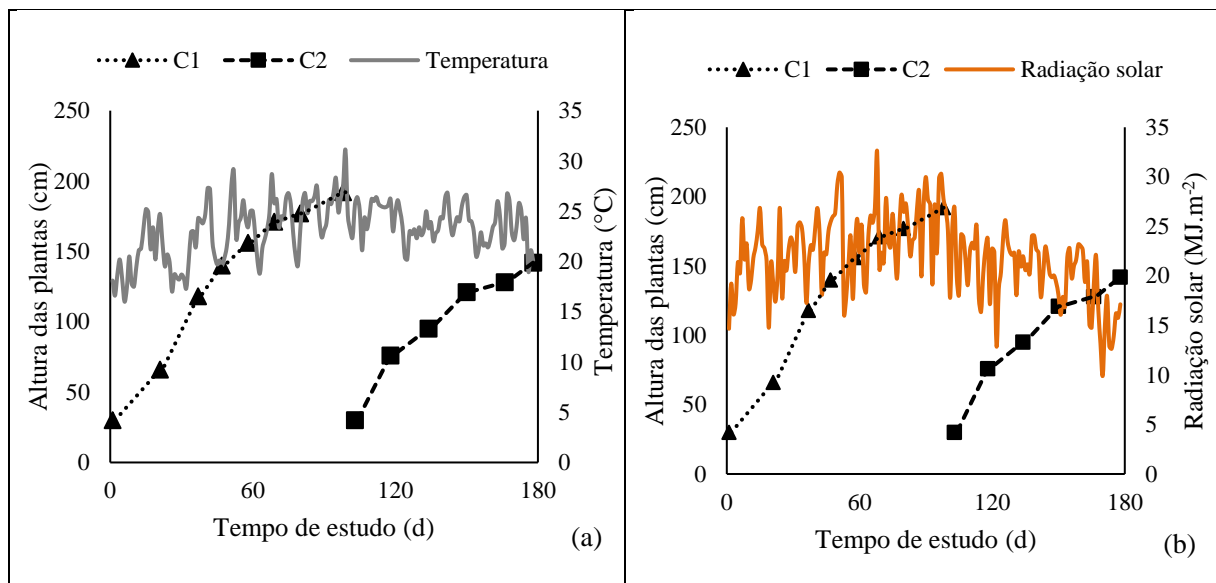 C1 C2 Temperatura
250
200
150
100
50
0
Altura das plantas (cm)
35
30
25
20
15
10
5
0
Temperatura (°C)
0 60 120 180
Tempo de estudo (d)
(a)
C1 C2 Radiação solar
250
200
150
100
50
0
Altura das plantas (cm)
35
30
25
20
15
10
5
0
Radiação solar (MJ.m-2)
0 60 120 180
Tempo de estudo (d)
(b)